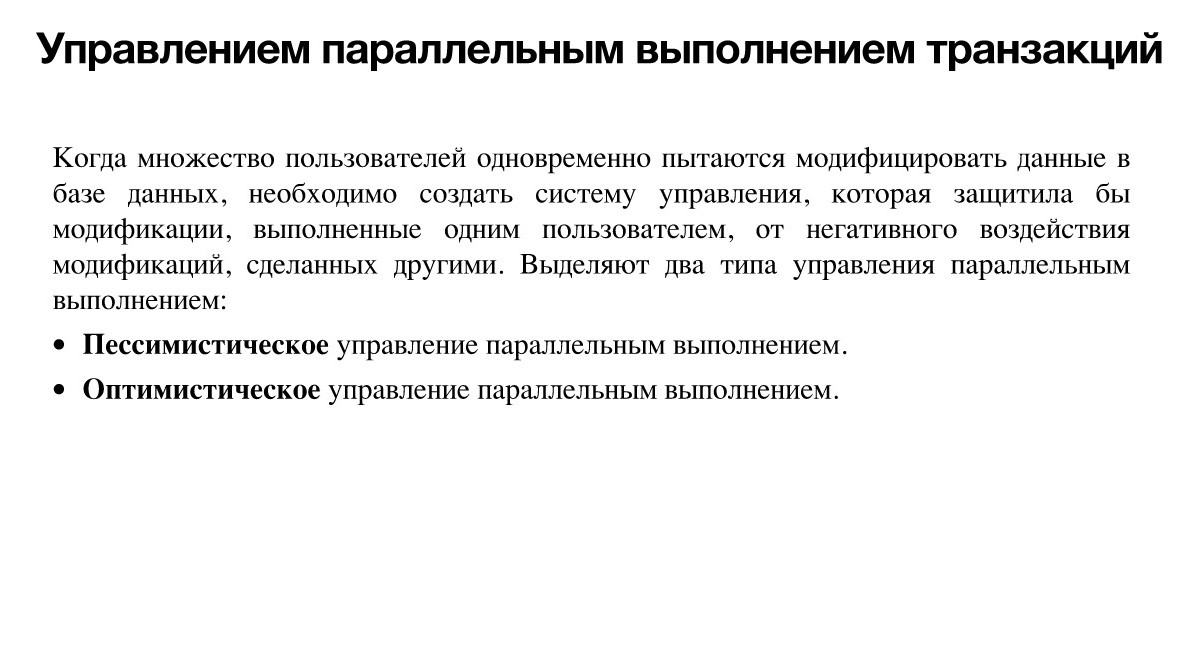 Управлением параллельным выполнением транзакций
Когда множество пользователей одновременно пытаются модифицировать данные в
базе данных, необходимо создать систему управления, которая защитила бы
модификации, выполненные одним пользователем, от негативного воздействия
модификаций, сделанных другими. Выделяют два типа управления параллельным
выполнением:
• Пессимистическое управление параллельным выполнением.
• Оптимистическое управление параллельным выполнением.